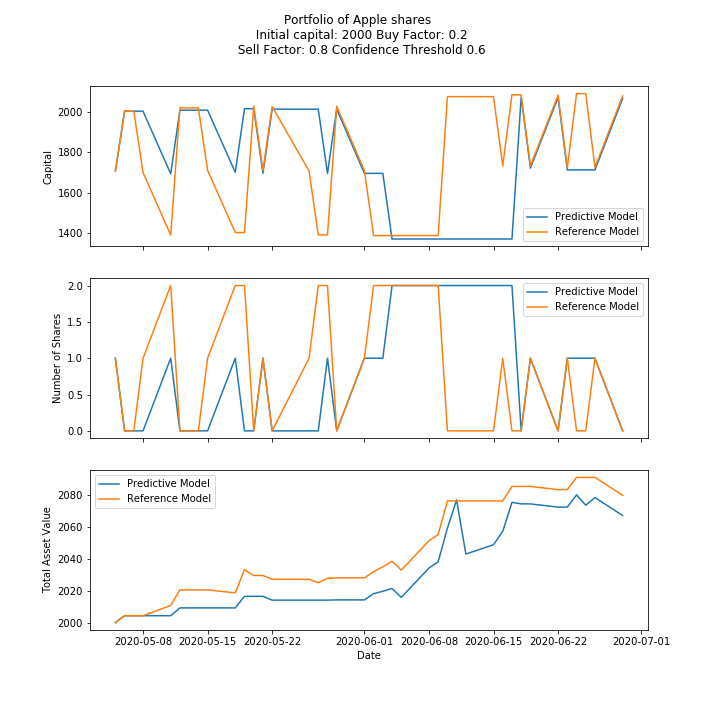 Portfolio of Apple shares
Initial capital: 2000 Buy Factor: 0.2
Sell Factor: 0.8 Confidence Threshold 0.6
2000
1800
1600
1400
Capital
Predictive Model
Reference Model
2.0
1.5
1.0
0.5
0.0
Number of Shares
Predictive Model
Reference Model
2080
2060
2040
2020
2000
Total Asset Value
Predictive Model
Reference Model
2020-05-08 2020-05-15 2020-05-22 2020-06-01 2020-06-08 2020-06-15 2020-06-22 2020-07-01
Date